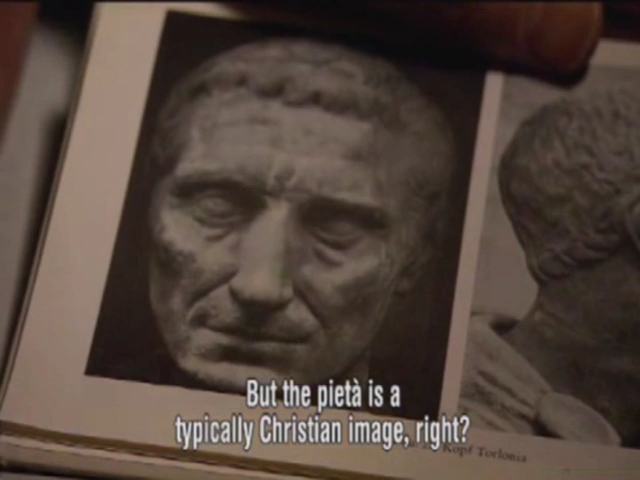 But the pietà is a
typically Christian image, right?
Kopf Torlonia